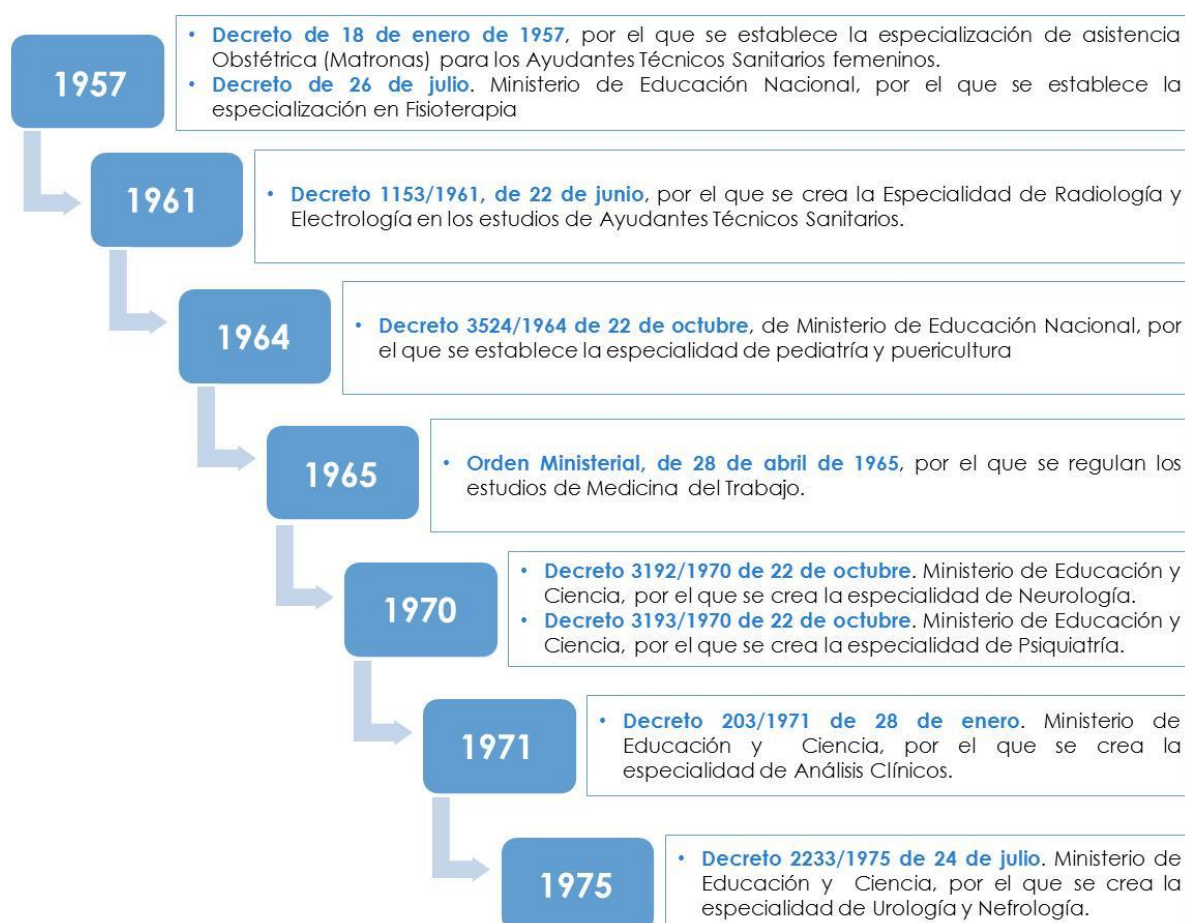 1957
• Decreto de 18 de enero de 1957, por el que se establece la especialización de asistencia
Obstétrica (Matronas) para los Ayudantes Técnicos Sanitarios femeninos.
• Decreto de 26 de julio. Ministerio de Educación Nacional, por el que se establece la
especialización en Fisioterapia
1961
• Decreto 1153/1961, de 22 de junio, por el que se crea la Especialidad de Radiología y
Electrología en los estudios de Ayudantes Técnicos Sanitarios.
1964
• Decreto 3524/1964 de 22 de octubre, de Ministerio de Educación Nacional, por
el que se establece la especialidad de pediatría y puericultura
1965
• Orden Ministerial, de 28 de abril de 1965, por el que se regulan los
estudios de Medicina del Trabajo.
1970
• Decreto 3192/1970 de 22 de octubre. Ministerio de Educación y
Ciencia, por el que se crea la especialidad de Neurología.
• Decreto 3193/1970 de 22 de octubre. Ministerio de Educación y
Ciencia, por el que se crea la especialidad de Psiquiatría.
1971
• Decreto 203/1971 de 28 de enero. Ministerio de
Educación y Ciencia, por el que se crea la
especialidad de Análisis Clínicos.
1975
• Decreto 2233/1975 de 24 de julio. Ministerio de
Educación y Ciencia, por el que se crea la
especialidad de Urología y Nefrología.